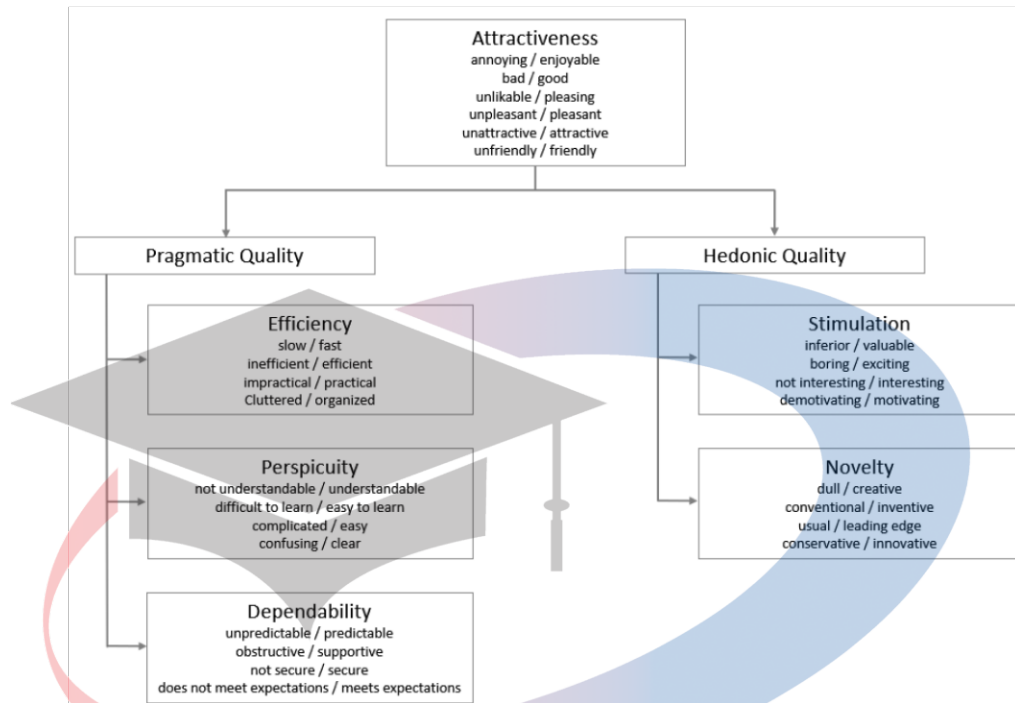 Attractiveness
annoying / enjoyable
bad / good
unlikable / pleasing
unpleasant / pleasant
unattractive / attractive
unfriendly / friendly
Pragmatic Quality
Hedonic Quality
Efficiency
slow / fast
inefficient / efficient
impractical / practical
Cluttered / organized
Stimulation
inferior / valuable
boring / exciting
not interesting / interesting
demotivating / motivating
Perspicuity
not understandable / understandable
difficult to learn / easy to learn
complicated / easy
confusing / clear
Novelty
dull / creative
conventional / inventive
usual / leading edge
conservative / innovative
Dependability
unpredictable / predictable
obstructive / supportive
not secure / secure
does not meet expectations / meets expectations